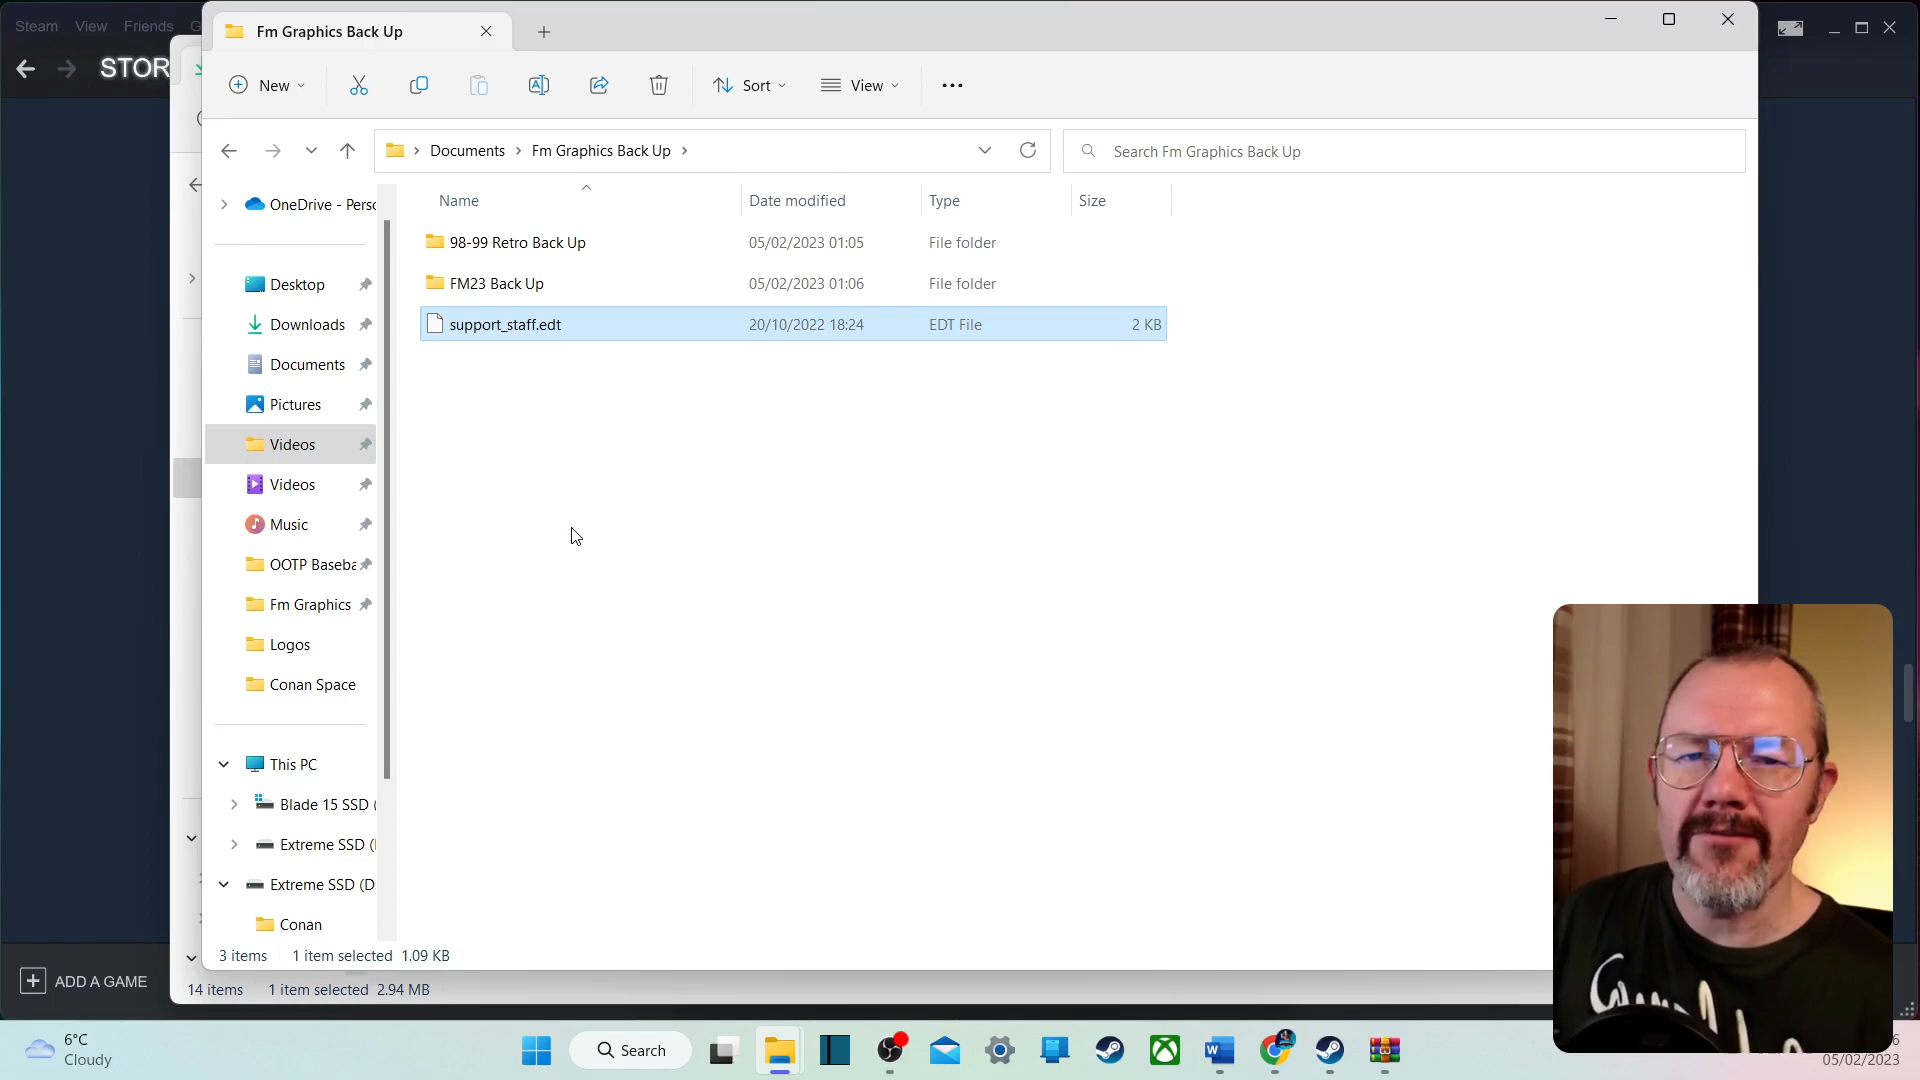 Steam View Friends G
STOR
Fm Graphics Back Up
New
Sort
View
Documents
Fm Graphics Back Up
Search Fm Graphics Back Up
Name
Date modified
Type
Size
98-99 Retro Back Up 05/02/2023 01:05 File folder
FM23 Back Up 05/02/2023 01:06 File folder
support_staff.edt 20/10/2022 18:24 EDT File 2 KB
OneDrive - Perso
Desktop
Downloads
Documents
Pictures
Videos
Videos
Music
OOTP Baseba
Fm Graphics
Logos
Conan Space
This PC
Blade 15 SSD (
Extreme SSD (
Extreme SSD (D
Conan
3 items 1 item selected 1.09 KB
14 items 1 item selected 2.94 MB
ADD A GAME
6°C
Cloudy
Search
05/02/2023